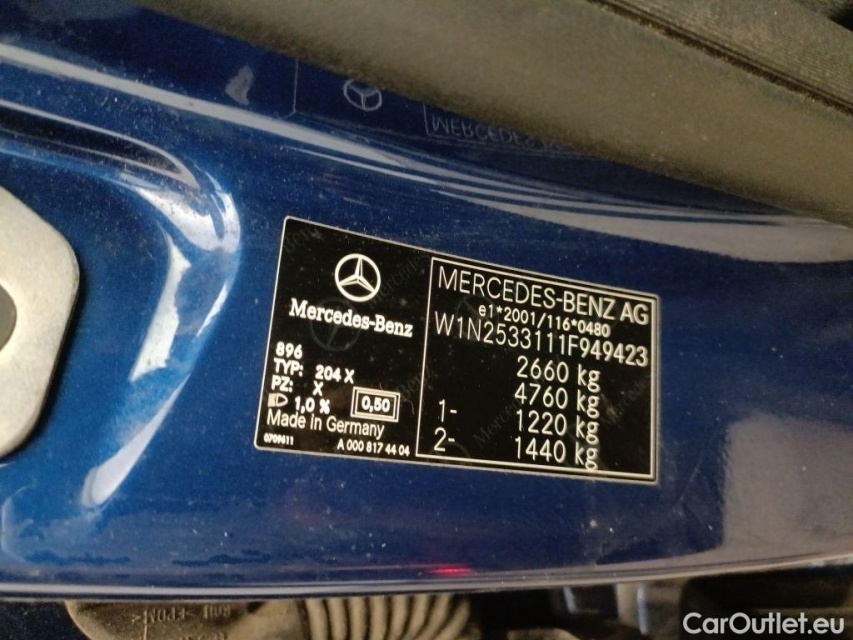 MERCEDES
Mercedes-Benz
896
TYP: 204 X
PZ: X
1,0 % 0,50
Made in Germany
0709611 A 000 817 44 04
MERCEDES-BENZ AG
e1*2001/116*0480
W1N2533111F949423
2660 kg
4760 kg
1- 1220 kg
2- 1440 kg
CarOutlet.eu